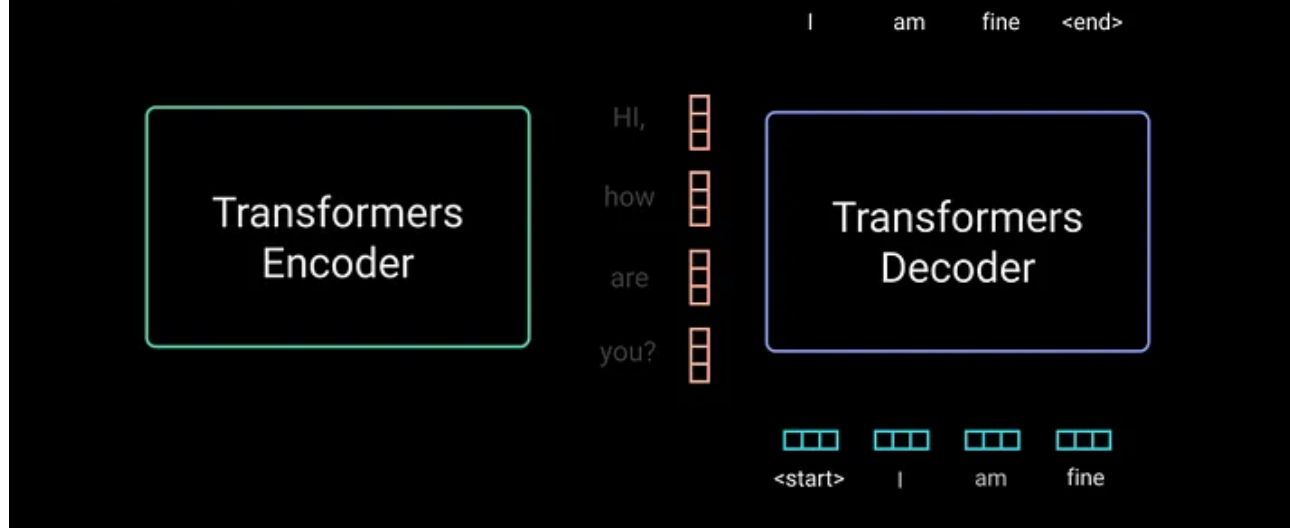 I am fine <end>
HI,
how
are
you?
Transformers
Encoder
Transformers
Decoder
<start> I am fine